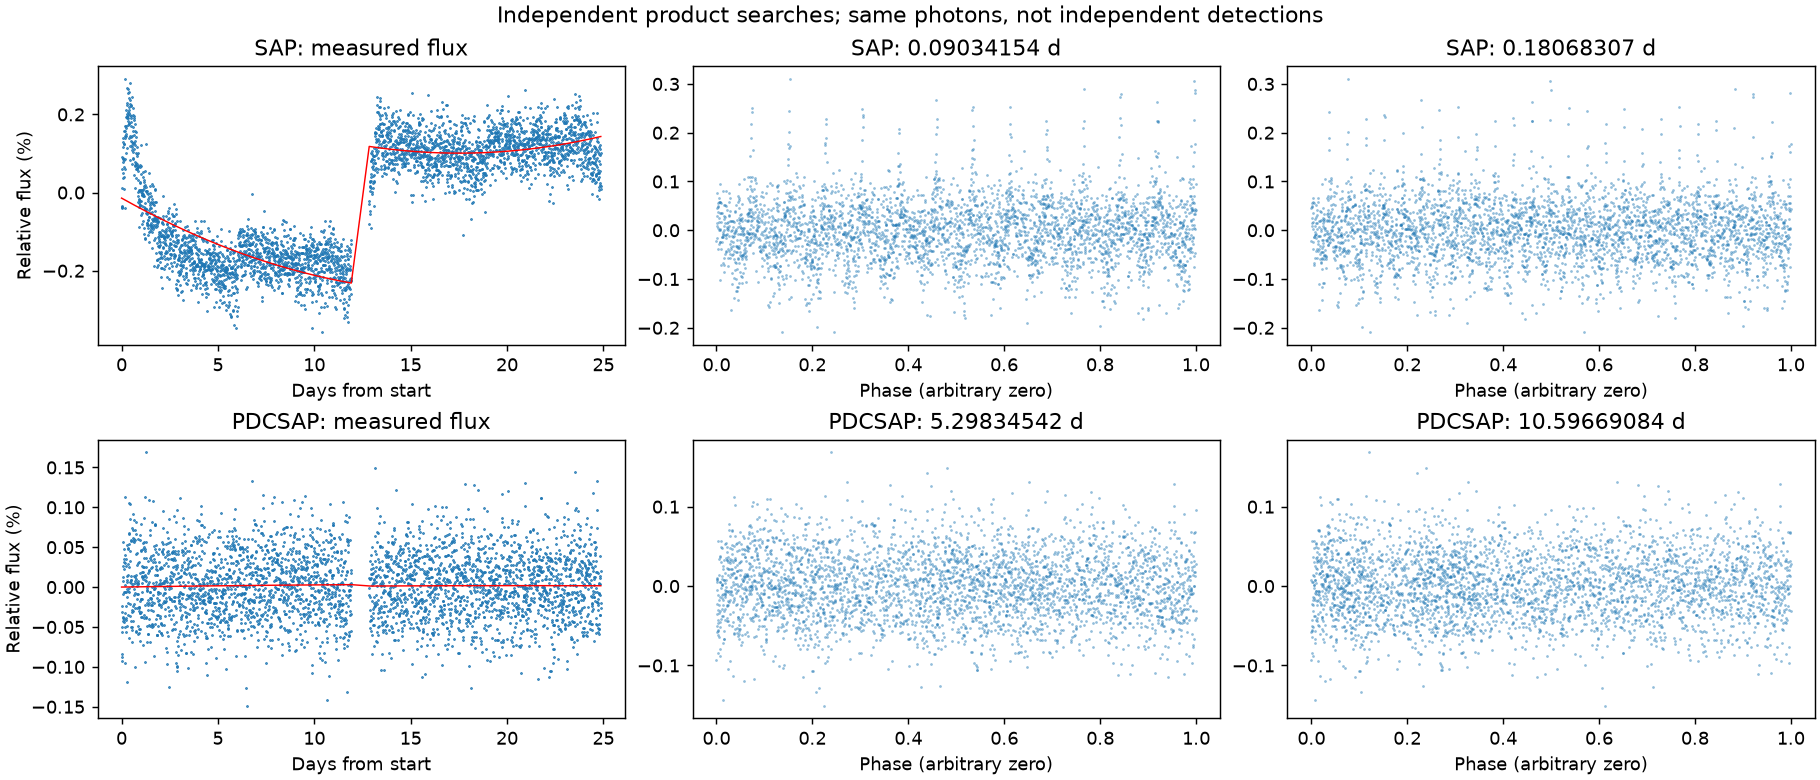 Independent product searches; same photons, not independent detections
SAP: measured flux
SAP: 0.09034154 d
SAP: 0.18068307 d
Relative flux (%)
0.2
0.0
−0.2
0.3
0.2
0.1
0.0
−0.1
−0.2
0.3
0.2
0.1
0.0
−0.1
−0.2
0 5 10 15 20 25
0.0 0.2 0.4 0.6 0.8 1.0
0.0 0.2 0.4 0.6 0.8 1.0
Days from start
Phase (arbitrary zero)
Phase (arbitrary zero)
PDCSAP: measured flux
PDCSAP: 5.29834542 d
PDCSAP: 10.59669084 d
Relative flux (%)
0.15
0.10
0.05
0.00
−0.05
−0.10
−0.15
0.1
0.0
−0.1
0.1
0.0
−0.1
0 5 10 15 20 25
0.0 0.2 0.4 0.6 0.8 1.0
0.0 0.2 0.4 0.6 0.8 1.0
Days from start
Phase (arbitrary zero)
Phase (arbitrary zero)